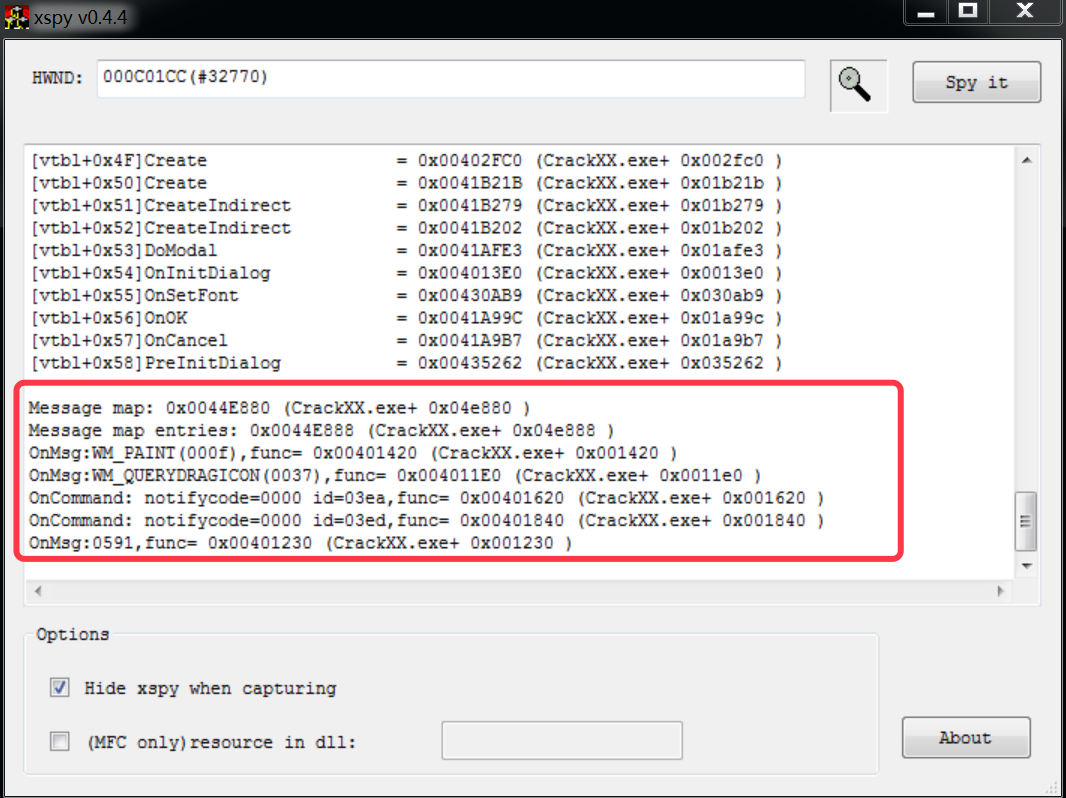 xspy v0.4.4
HWND: 000C01CC(#32770) Spy it
[vtbl+0x4F]Create = 0x00402FC0 (CrackXX.exe+ 0x002fc0 )
[vtbl+0x50]Create = 0x0041B21B (CrackXX.exe+ 0x01b21b )
[vtbl+0x51]CreateIndirect = 0x0041B279 (CrackXX.exe+ 0x01b279 )
[vtbl+0x52]CreateIndirect = 0x0041B202 (CrackXX.exe+ 0x01b202 )
[vtbl+0x53]DoModal = 0x0041AFE3 (CrackXX.exe+ 0x01afe3 )
[vtbl+0x54]OnInitDialog = 0x004013E0 (CrackXX.exe+ 0x0013e0 )
[vtbl+0x55]OnSetFont = 0x00430AB9 (CrackXX.exe+ 0x030ab9 )
[vtbl+0x56]OnOK = 0x0041A99C (CrackXX.exe+ 0x01a99c )
[vtbl+0x57]OnCancel = 0x0041A9B7 (CrackXX.exe+ 0x01a9b7 )
[vtbl+0x58]PreInitDialog = 0x00435262 (CrackXX.exe+ 0x035262 )
Message map: 0x0044E880 (CrackXX.exe+ 0x04e880 )
Message map entries: 0x0044E888 (CrackXX.exe+ 0x04e888 )
OnMsg:WM_PAINT(000f),func= 0x00401420 (CrackXX.exe+ 0x001420 )
OnMsg:WM_QUERYDRAGICON(0037),func= 0x004011E0 (CrackXX.exe+ 0x0011e0 )
OnCommand: notifycode=0000 id=03ea,func= 0x00401620 (CrackXX.exe+ 0x001620 )
OnCommand: notifycode=0000 id=03ed,func= 0x00401840 (CrackXX.exe+ 0x001840 )
OnMsg:0591,func= 0x00401230 (CrackXX.exe+ 0x001230 )
Options
Hide xspy when capturing
(MFC only)resource in dll:
About